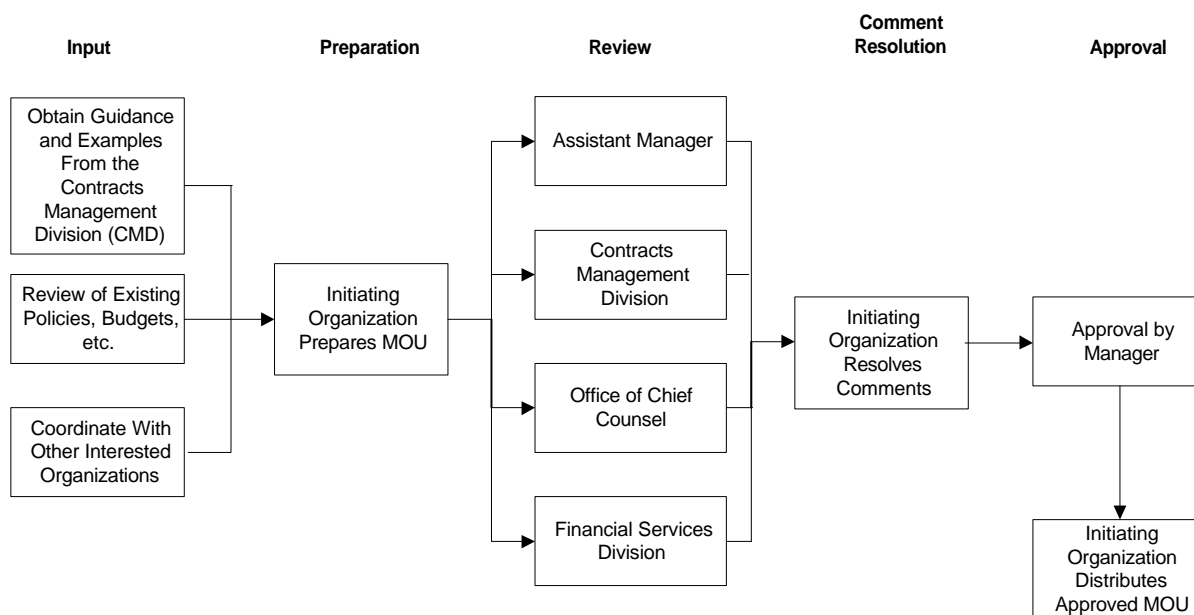 Input
Preparation
Review
Comment
Resolution
Approval
Obtain Guidance
and Examples
From the
Contracts
Management
Division (CMD)
Review of Existing
Policies, Budgets,
etc.
Coordinate With
Other Interested
Organizations
Initiating
Organization
Prepares MOU
Assistant Manager
Contracts
Management
Division
Office of Chief
Counsel
Financial Services
Division
Initiating
Organization
Resolves
Comments
Approval by
Manager
Initiating
Organization
Distributes
Approved MOU